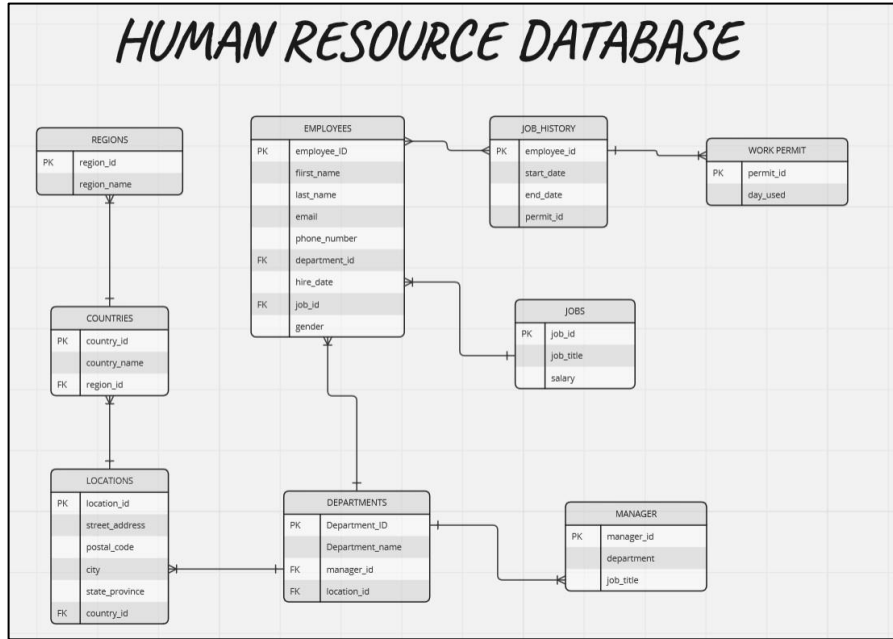 HUMAN RESOURCE DATABASE
REGIONS
PK region_id
region_name
COUNTRIES
PK country_id
country_name
FK region_id
LOCATIONS
PK location_id
street_address
postal_code
city
state_province
FK country_id
EMPLOYEES
PK employee_ID
fiirst_name
last_name
email
phone_number
FK department_id
hire_date
FK job_id
gender
DEPARTMENTS
PK Department_ID
Department_name
FK manager_id
FK location_id
JOB_HISTORY
PK employee_id
start_date
end_date
permit_id
WORK PERMIT
PK permit_id
day_used
JOBS
PK job_id
job_title
salary
MANAGER
PK manager_id
department
job_title